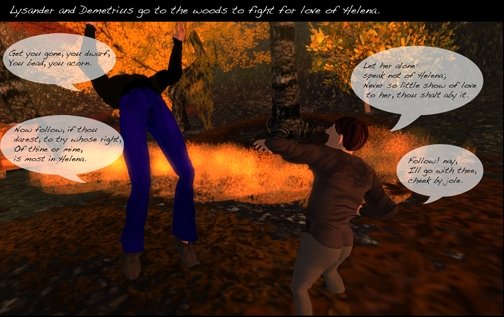 Lysander and Demetrius go to the woods to fight for love of Helena.
Get you gone, you dwarf,
You bead, you acorn.
Let her alone!
speak not of Helena;
Never so little show of love
to her, thou shalt aby it.
Now follow, if thou
darest, to try whose right,
Of thine or mine,
is most in Helena.
Follow! nay,
I'll go with thee,
cheek by jole.